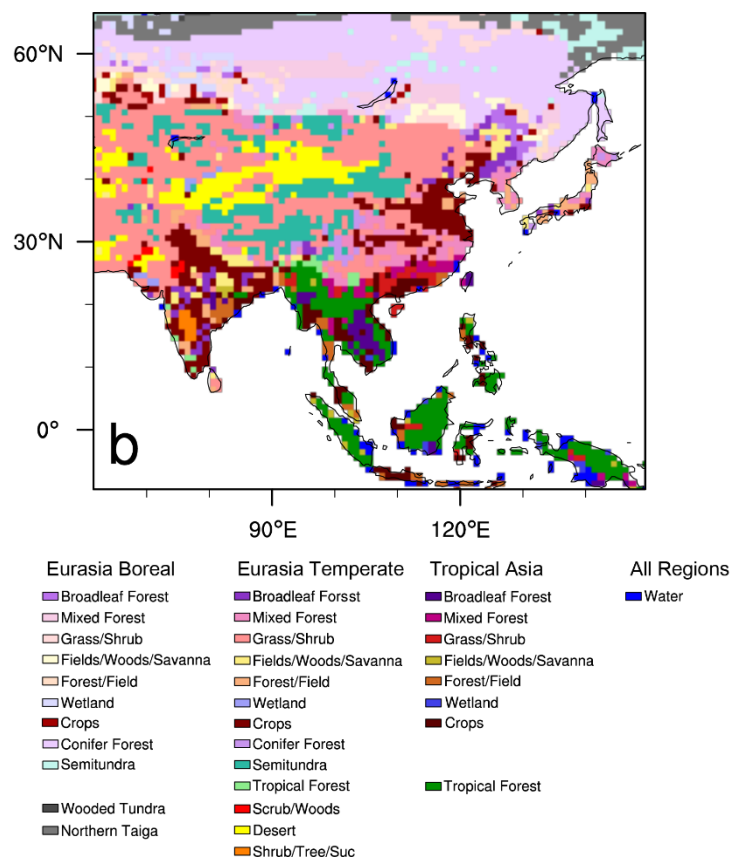 60°N
30°N
0°
b
90°E 120°E
Eurasia Boreal Eurasia Temperate Tropical Asia All Regions
Broadleaf Forest Broadleaf Forsst Broadleaf Forest Water
Mixed Forest Mixed Forest Mixed Forest
Grass/Shrub Grass/Shrub Grass/Shrub
Fields/Woods/Savanna Fields/Woods/Savanna Fields/Woods/Savanna
Forest/Field Forest/Field Forest/Field
Wetland Wetland Wetland
Crops Crops Crops
Conifer Forest Conifer Forest
Semitundra Semitundra
Tropical Forest Tropical Forest
Wooded Tundra Scrub/Woods
Northern Taiga Desert
Shrub/Tree/Suc